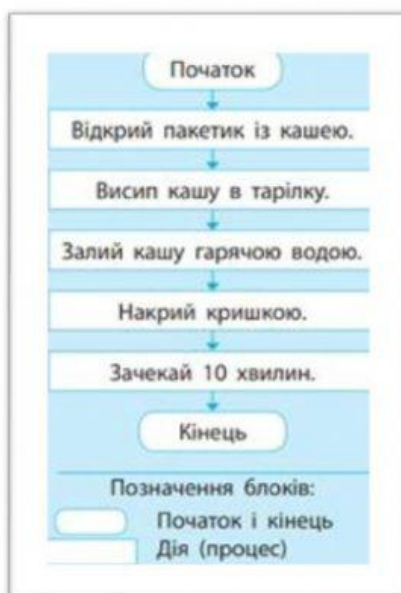 Початок
Відкрий пакетик із кашею.
Висип кашу в тарілку.
Залий кашу гарячою водою.
Накрий кришкою.
Зачекай 10 хвилин.
Кінець
Позначення блоків:
Початок і кінець
Дія (процес)